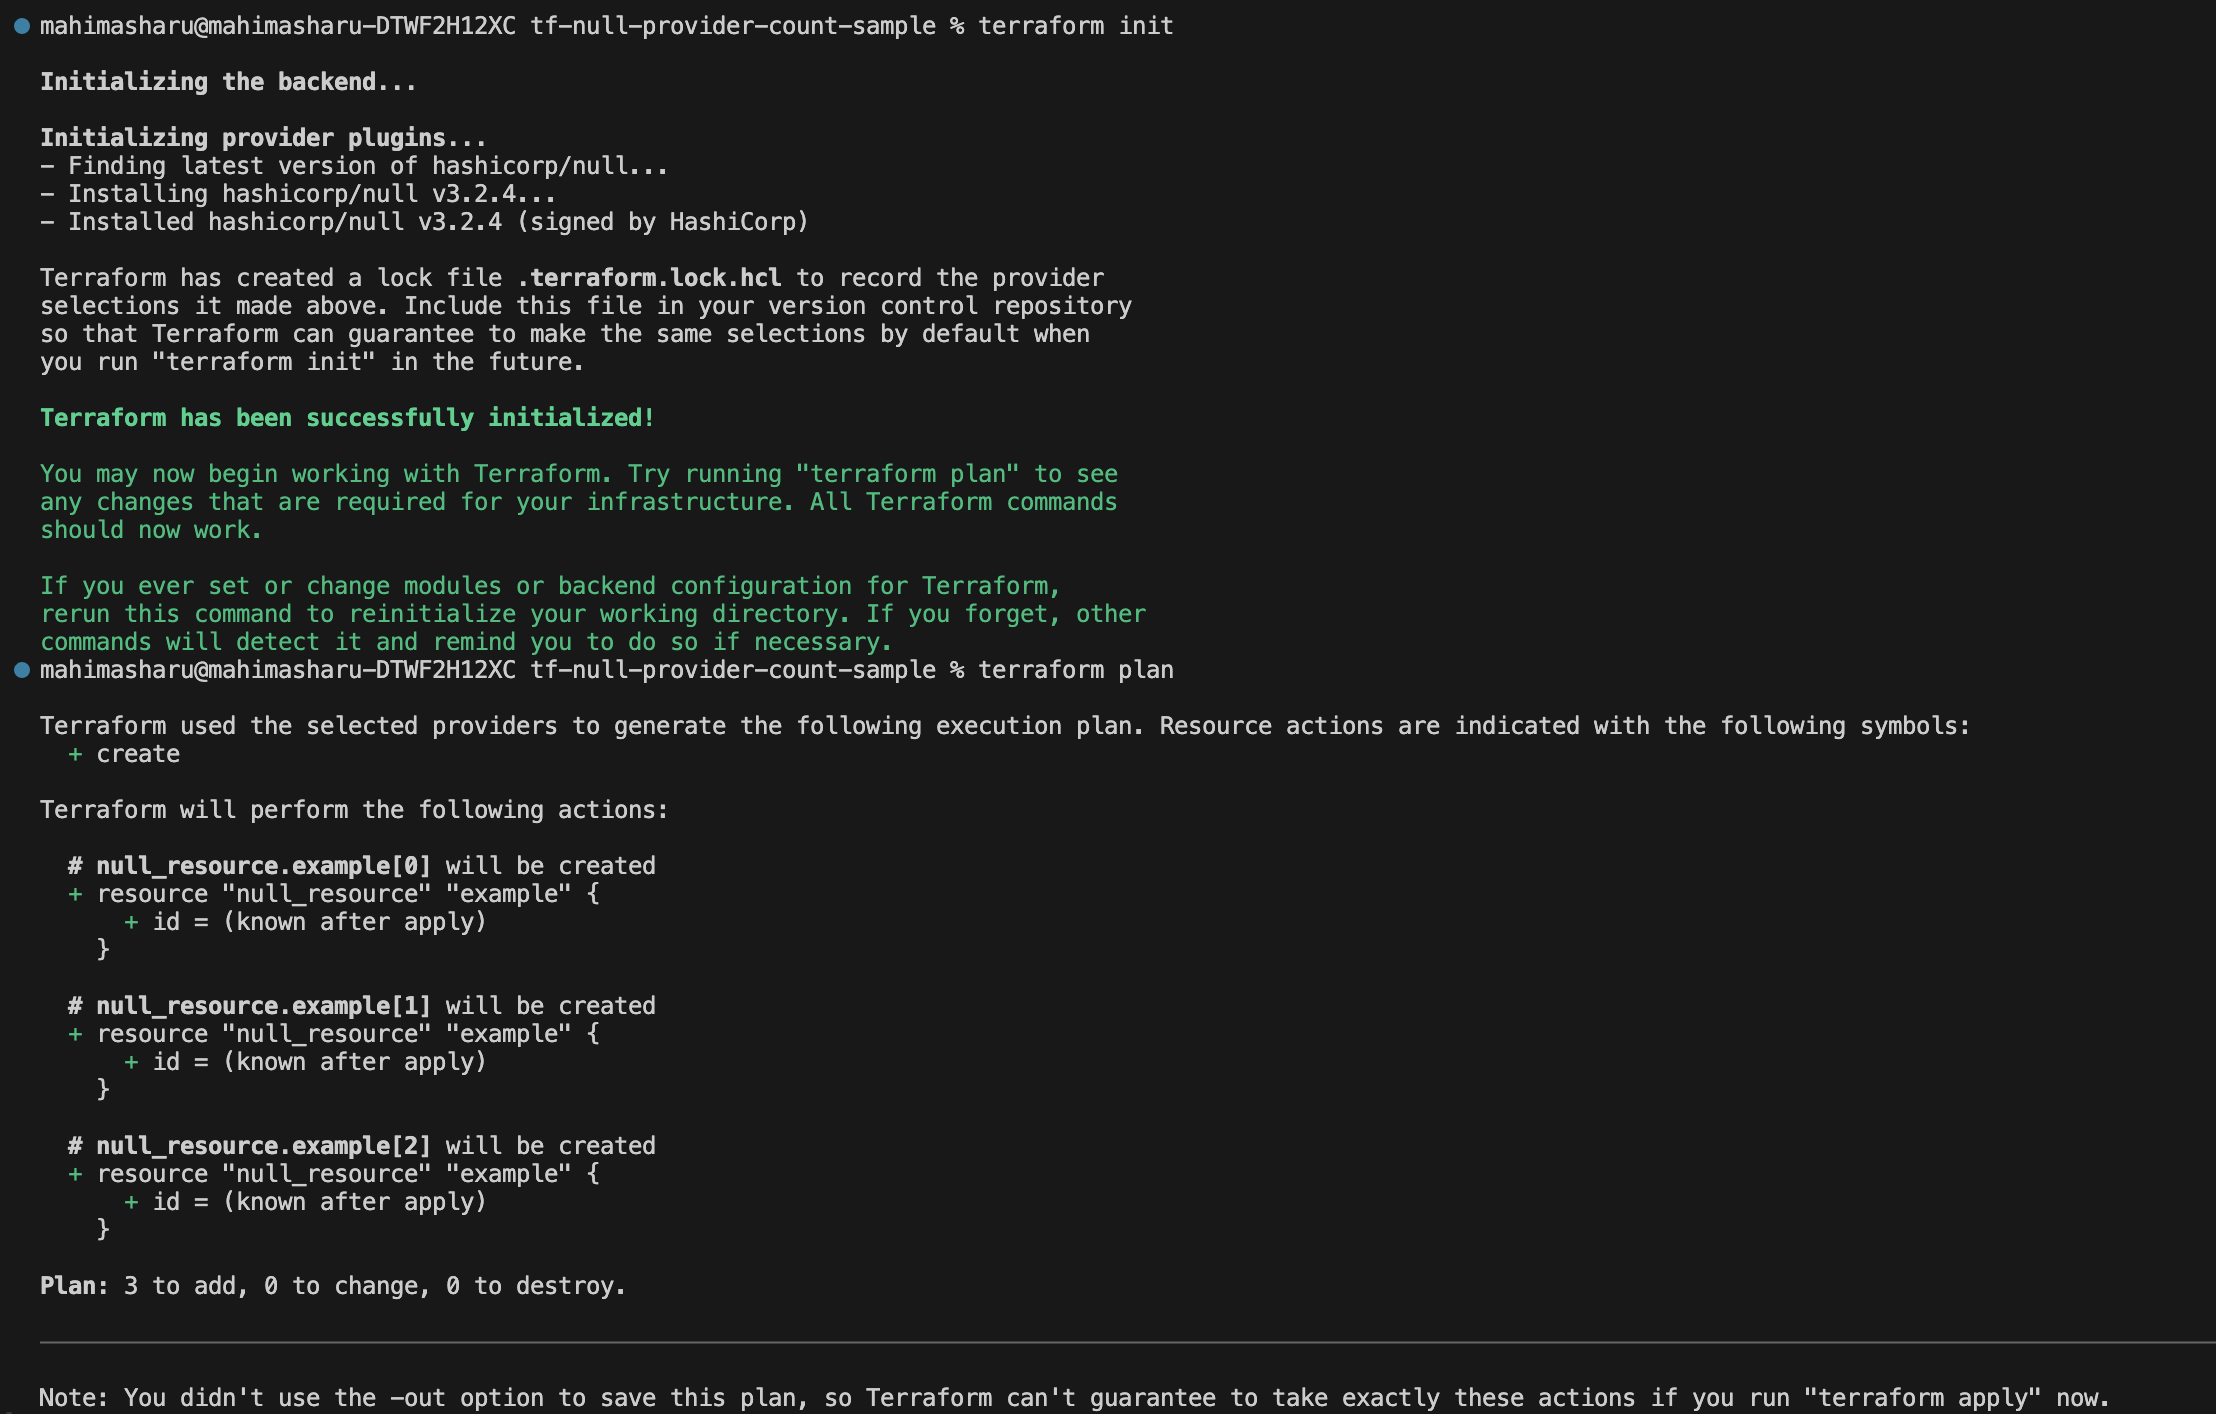 mahimasharu@mahimasharu-DTWF2H12XC tf-null-provider-count-sample % terraform init
Initializing the backend...
Initializing provider plugins...
- Finding latest version of hashicorp/null...
- Installing hashicorp/null v3.2.4...
- Installed hashicorp/null v3.2.4 (signed by HashiCorp)
Terraform has created a lock file .terraform.lock.hcl to record the provider
selections it made above. Include this file in your version control repository
so that Terraform can guarantee to make the same selections by default when
you run "terraform init" in the future.
Terraform has been successfully initialized!
You may now begin working with Terraform. Try running "terraform plan" to see
any changes that are required for your infrastructure. All Terraform commands
should now work.
If you ever set or change modules or backend configuration for Terraform,
rerun this command to reinitialize your working directory. If you forget, other
commands will detect it and remind you to do so if necessary.
mahimasharu@mahimasharu-DTWF2H12XC tf-null-provider-count-sample % terraform plan
Terraform used the selected providers to generate the following execution plan. Resource actions are indicated with the following symbols:
  + create
Terraform will perform the following actions:
  # null_resource.example[0] will be created
  + resource "null_resource" "example" {
      + id = (known after apply)
    }
  # null_resource.example[1] will be created
  + resource "null_resource" "example" {
      + id = (known after apply)
    }
  # null_resource.example[2] will be created
  + resource "null_resource" "example" {
      + id = (known after apply)
    }
Plan: 3 to add, 0 to change, 0 to destroy.
Note: You didn't use the -out option to save this plan, so Terraform can't guarantee to take exactly these actions if you run "terraform apply" now.